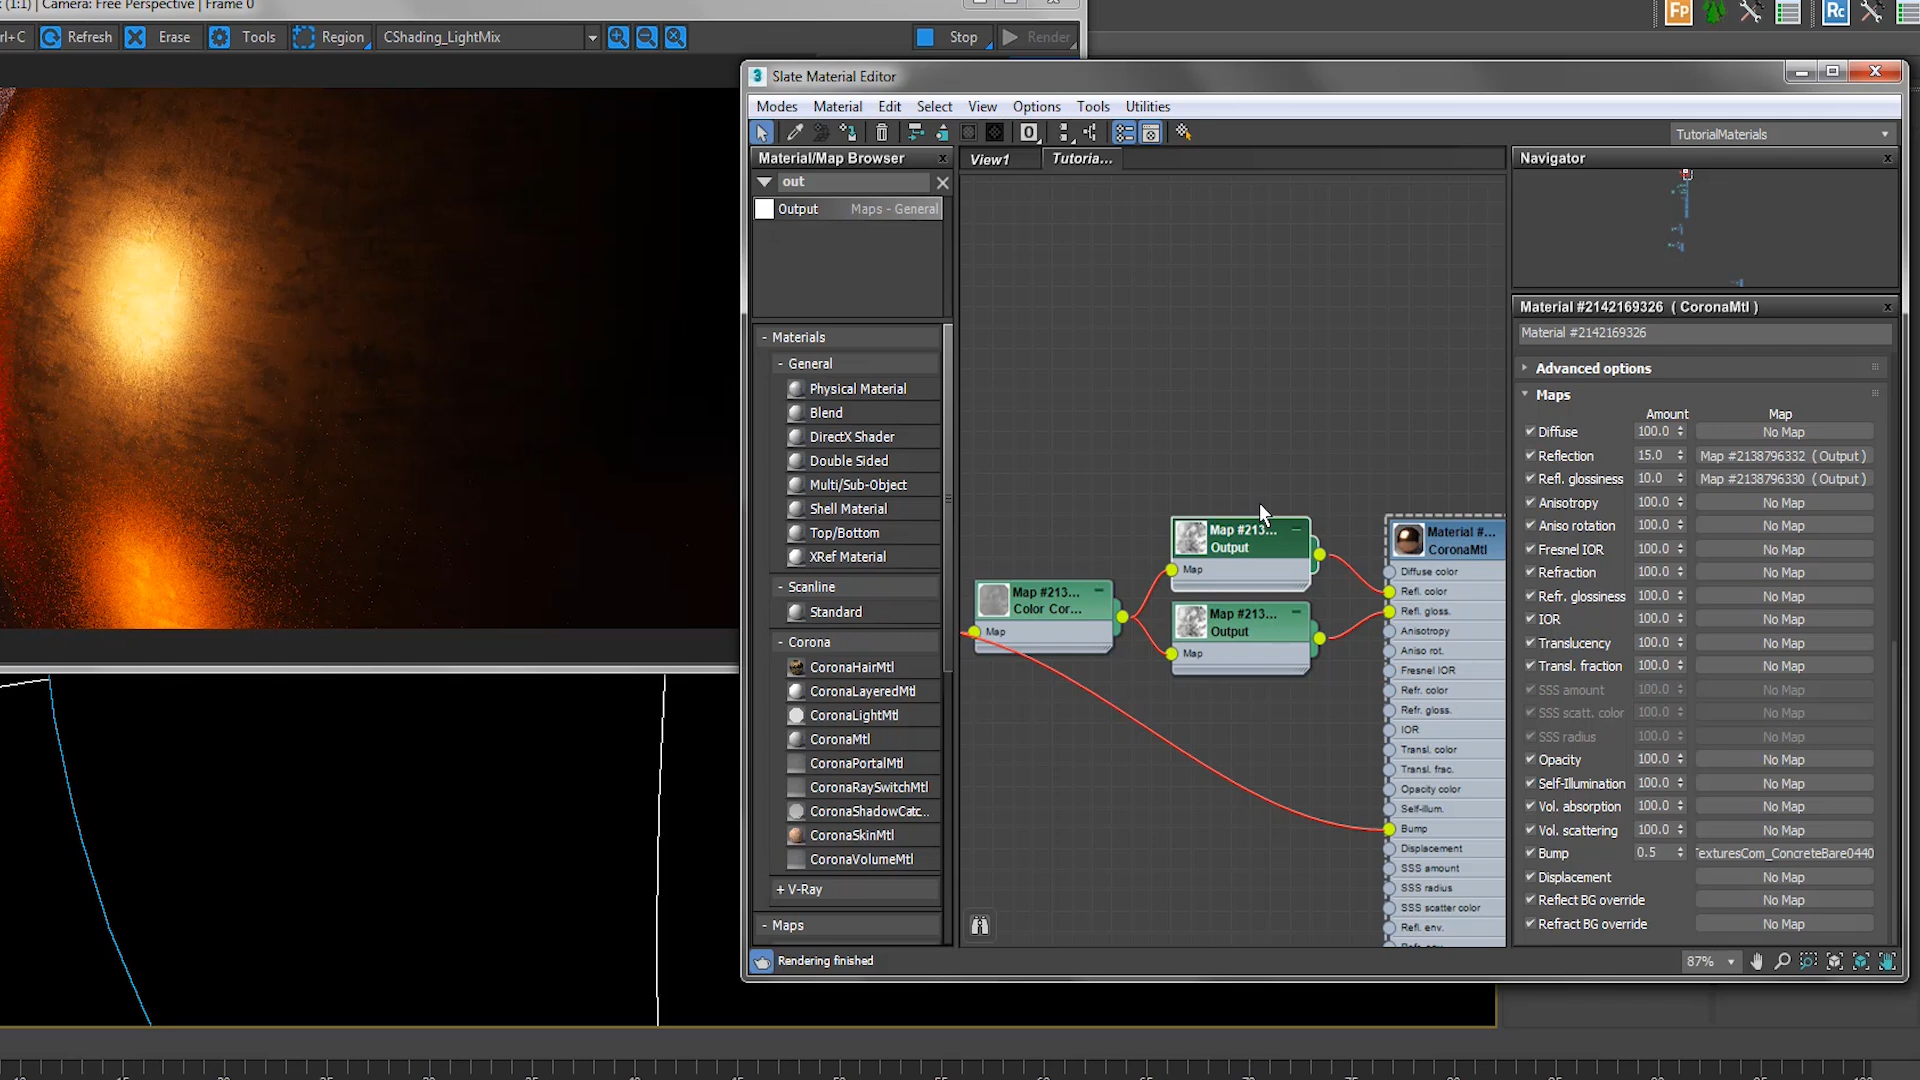 (1:1) | Camera: Free Perspective | Frame 0
rl+C Refresh Erase Tools Region CShading_LightMix Stop Render
Fp Rc
3 Slate Material Editor
Modes Material Edit Select View Options Tools Utilities
TutorialMaterials
Material/Map Browser
out
Output Maps - General
- Materials
- General
Physical Material
Blend
DirectX Shader
Double Sided
Multi/Sub-Object
Shell Material
Top/Bottom
XRef Material
- Scanline
Standard
- Corona
CoronaHairMtl
CoronaLayeredMtl
CoronaLightMtl
CoronaMtl
CoronaPortalMtl
CoronaRaySwitchMtl
CoronaShadowCatc...
CoronaSkinMtl
CoronaVolumeMtl
+ V-Ray
- Maps
Rendering finished
View1 Tutoria...
Map #213...
Color Cor...
Map
Map #213...
Output
Map
Map #213...
Output
Map
Material #...
CoronaMtl
Diffuse color
Refl. color
Refl. gloss.
Anisotropy
Aniso rot.
Fresnel IOR
Refr. color
Refr. gloss.
IOR
Transl. color
Transl. frac.
Opacity color
Self-illum.
Bump
Displacement
SSS amount
SSS radius
SSS scatter color
Refl. env.
Navigator
Material #2142169326 ( CoronaMtl )
Material #2142169326
Advanced options
Maps
Amount Map
Diffuse 100.0 No Map
Reflection 15.0 Map #2138796332 ( Output )
Refl. glossiness 10.0 Map #2138796330 ( Output )
Anisotropy 100.0 No Map
Aniso rotation 100.0 No Map
Fresnel IOR 100.0 No Map
Refraction 100.0 No Map
Refr. glossiness 100.0 No Map
IOR 100.0 No Map
Translucency 100.0 No Map
Transl. fraction 100.0 No Map
SSS amount 100.0 No Map
SSS scatt. color 100.0 No Map
SSS radius 100.0 No Map
Opacity 100.0 No Map
Self-Illumination 100.0 No Map
Vol. absorption 100.0 No Map
Vol. scattering 100.0 No Map
Bump 0.5 TexturesCom_ConcreteBare0440
Displacement No Map
Reflect BG override No Map
Refract BG override No Map
87%